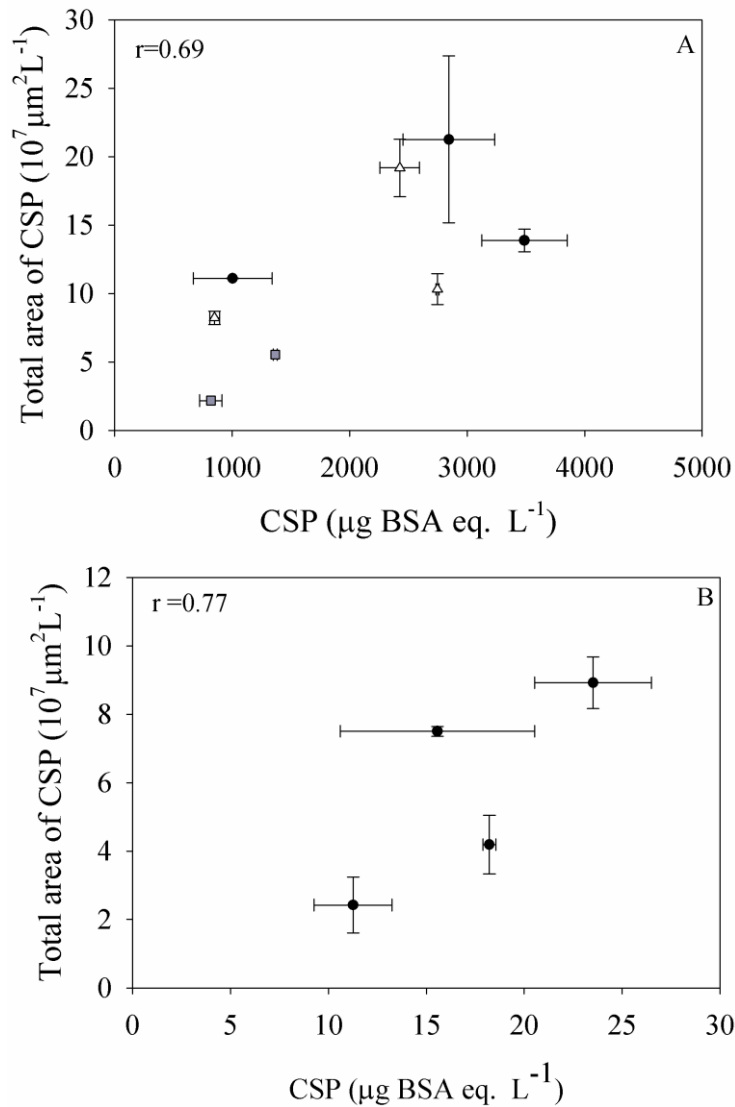 30
r=0.69
A
25
20
15
10
5
0
0 1000 2000 3000 4000 5000
Total area of CSP (10⁷µm²L⁻¹)
CSP (µg BSA eq. L⁻¹)
12
r =0.77
B
10
8
6
4
2
0
0 5 10 15 20 25 30
Total area of CSP (10⁷µm²L⁻¹)
CSP (µg BSA eq. L⁻¹)